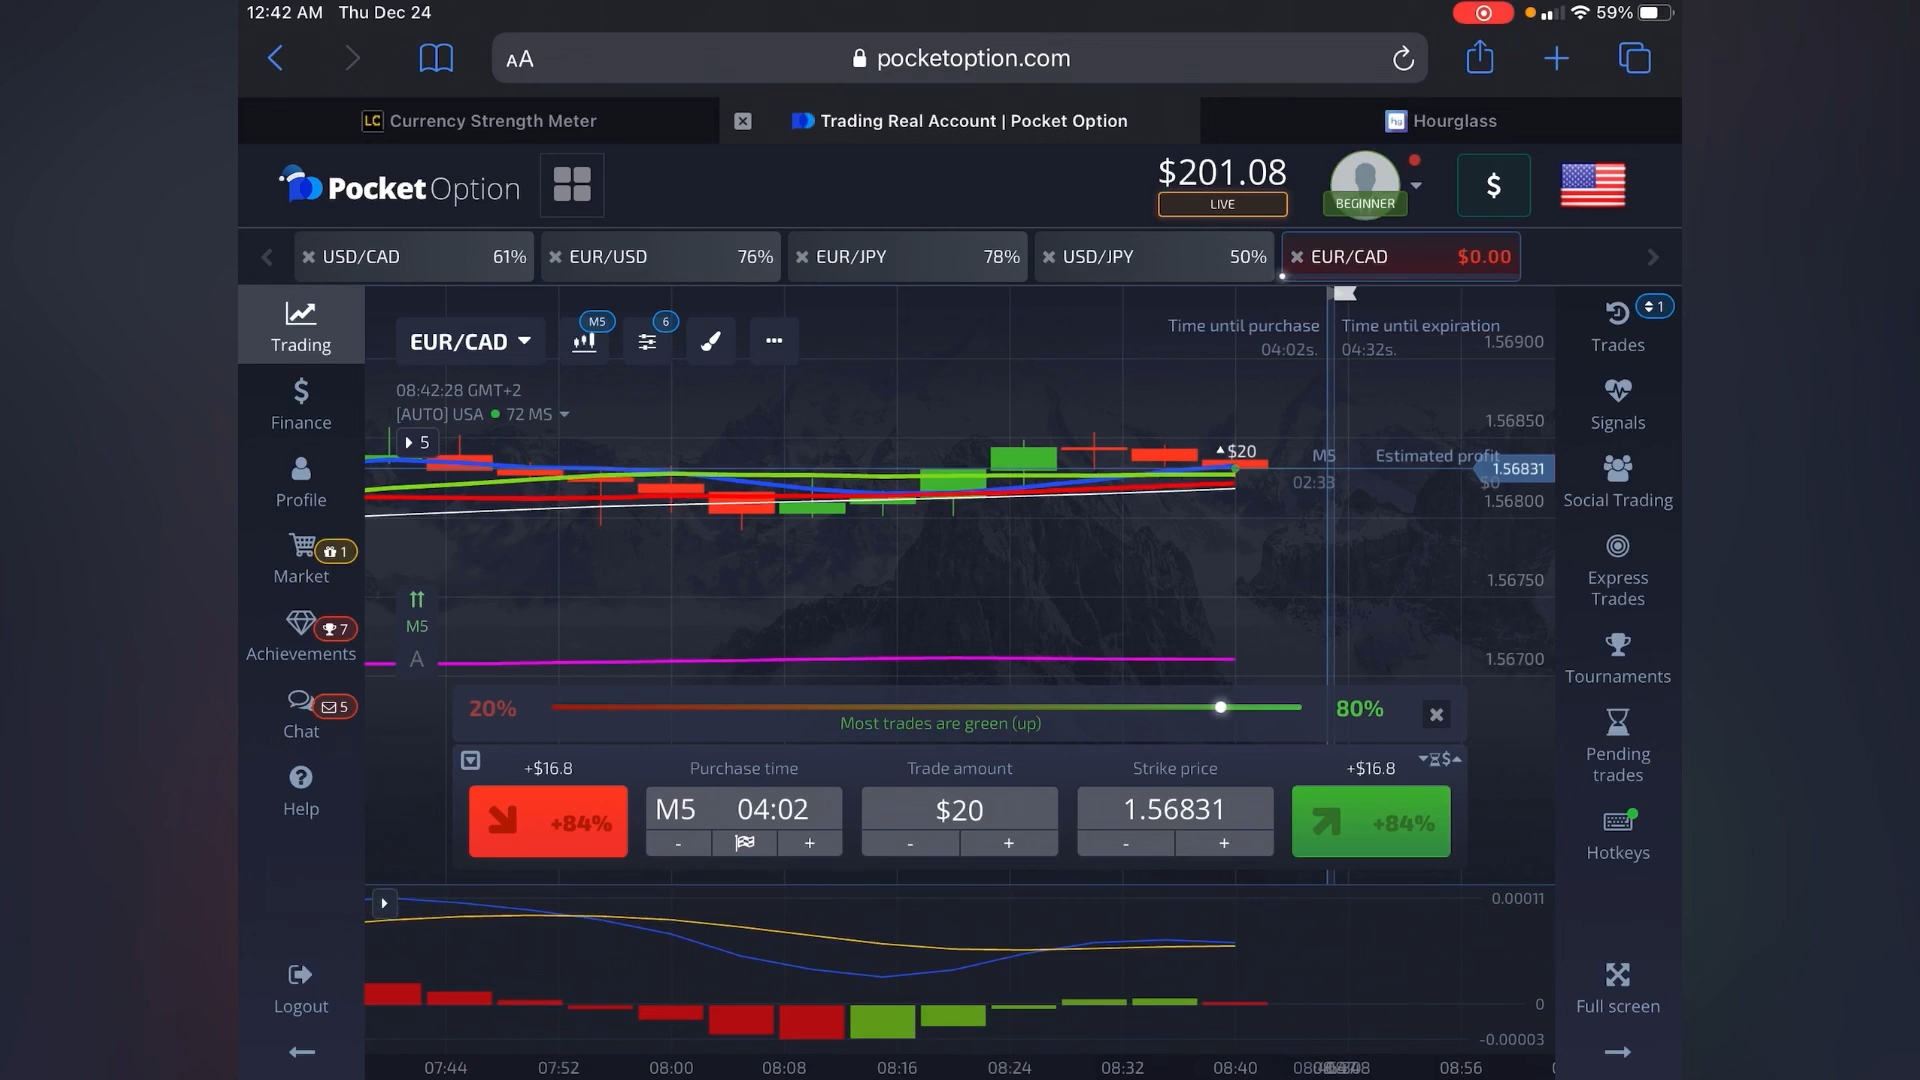 12:42 AM Thu Dec 24
59%
AA
pocketoption.com
LC Currency Strength Meter
Trading Real Account | Pocket Option
hg Hourglass
PocketOption
$201.08
LIVE
BEGINNER
$
USD/CAD 61%
EUR/USD 76%
EUR/JPY 78%
USD/JPY 50%
EUR/CAD $0.00
Trading
Finance
Profile
1
Market
7
Achievements
5
Chat
Help
Logout
EUR/CAD
M5
6
08:42:28 GMT+2
[AUTO] USA 72 MS
5
Time until purchase
04:02s.
Time until expiration
04:32s.
$20
M5
02:33
Estimated profit
$0
1.56900
1.56850
1.56831
1.56800
1.56750
1.56700
M5
A
20%
Most trades are green (up)
80%
+$16.8
Purchase time
Trade amount
Strike price
+$16.8
+84%
M5 04:02
- +
$20
- +
1.56831
- +
+84%
0.00011
0
-0.00003
07:44
07:52
08:00
08:08
08:16
08:24
08:32
08:40
08:56
1
Trades
Signals
Social Trading
Express
Trades
Tournaments
Pending
trades
Hotkeys
Full screen